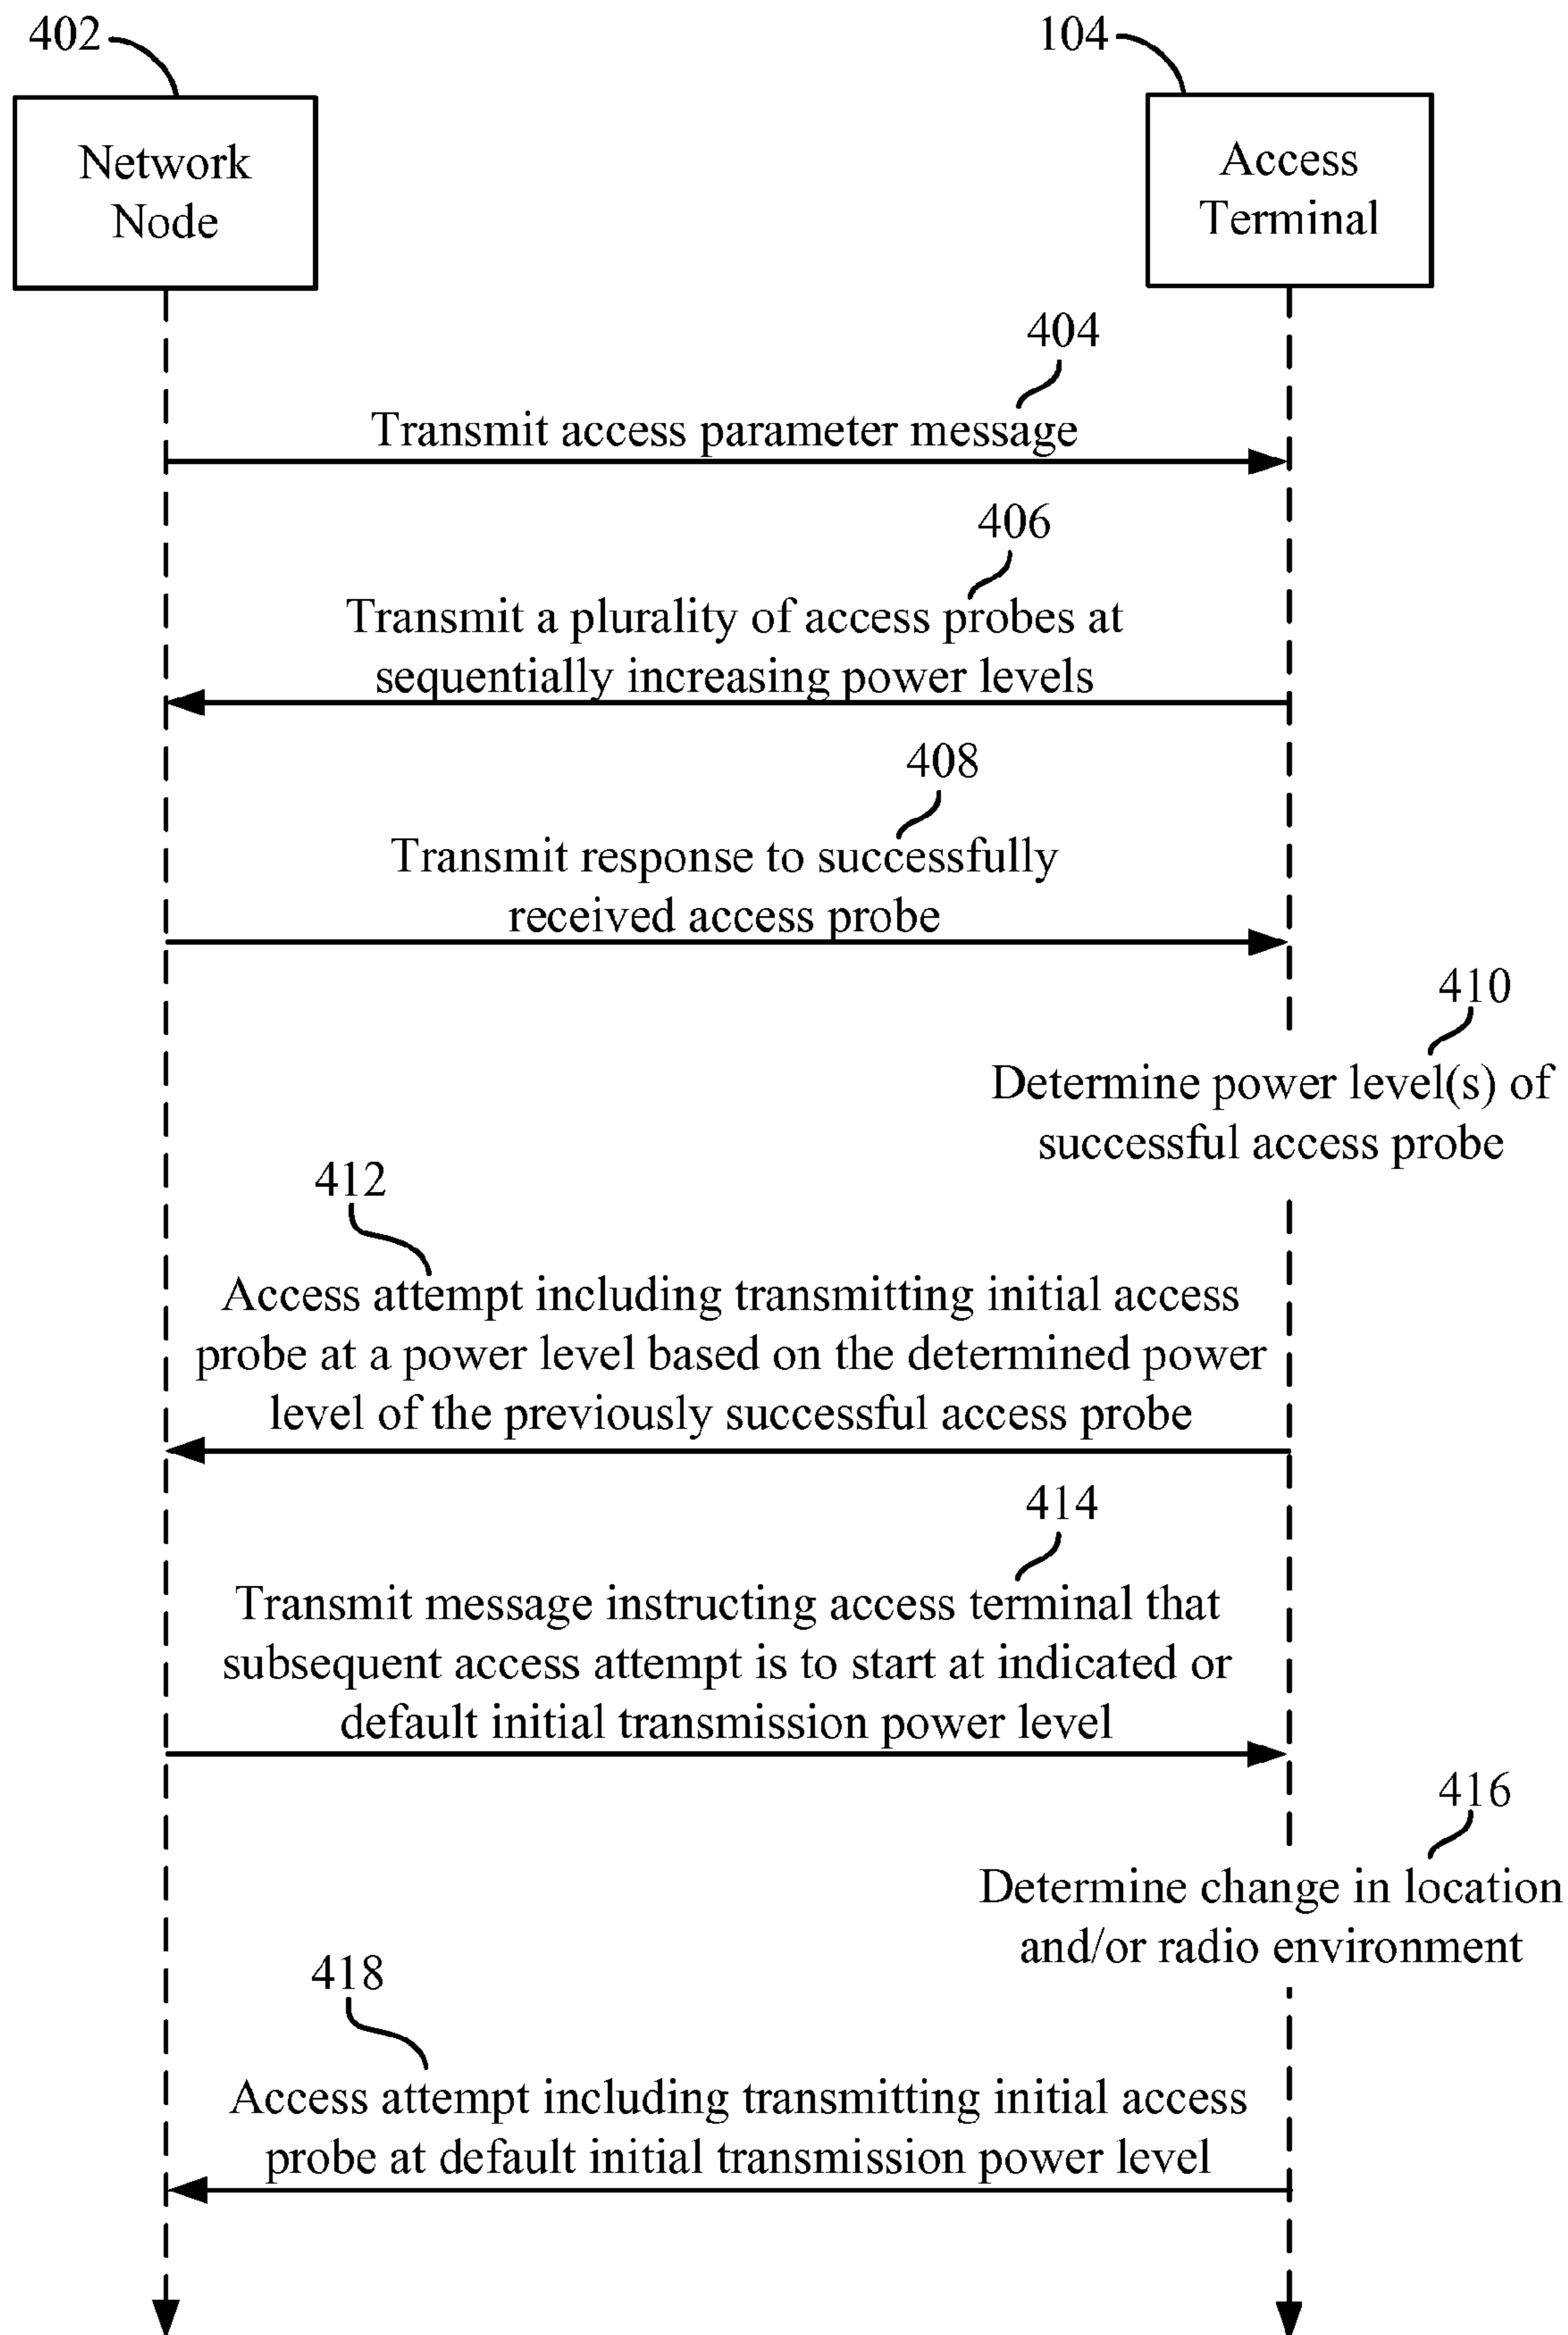 402
104
Network
Node
Access
Terminal
404
Transmit access parameter message
406
Transmit a plurality of access probes at
sequentially increasing power levels
408
Transmit response to successfully
received access probe
410
Determine power level(s) of
successful access probe
412
Access attempt including transmitting initial access
probe at a power level based on the determined power
level of the previously successful access probe
414
Transmit message instructing access terminal that
subsequent access attempt is to start at indicated or
default initial transmission power level
416
Determine change in location
and/or radio environment
418
Access attempt including transmitting initial access
probe at default initial transmission power level